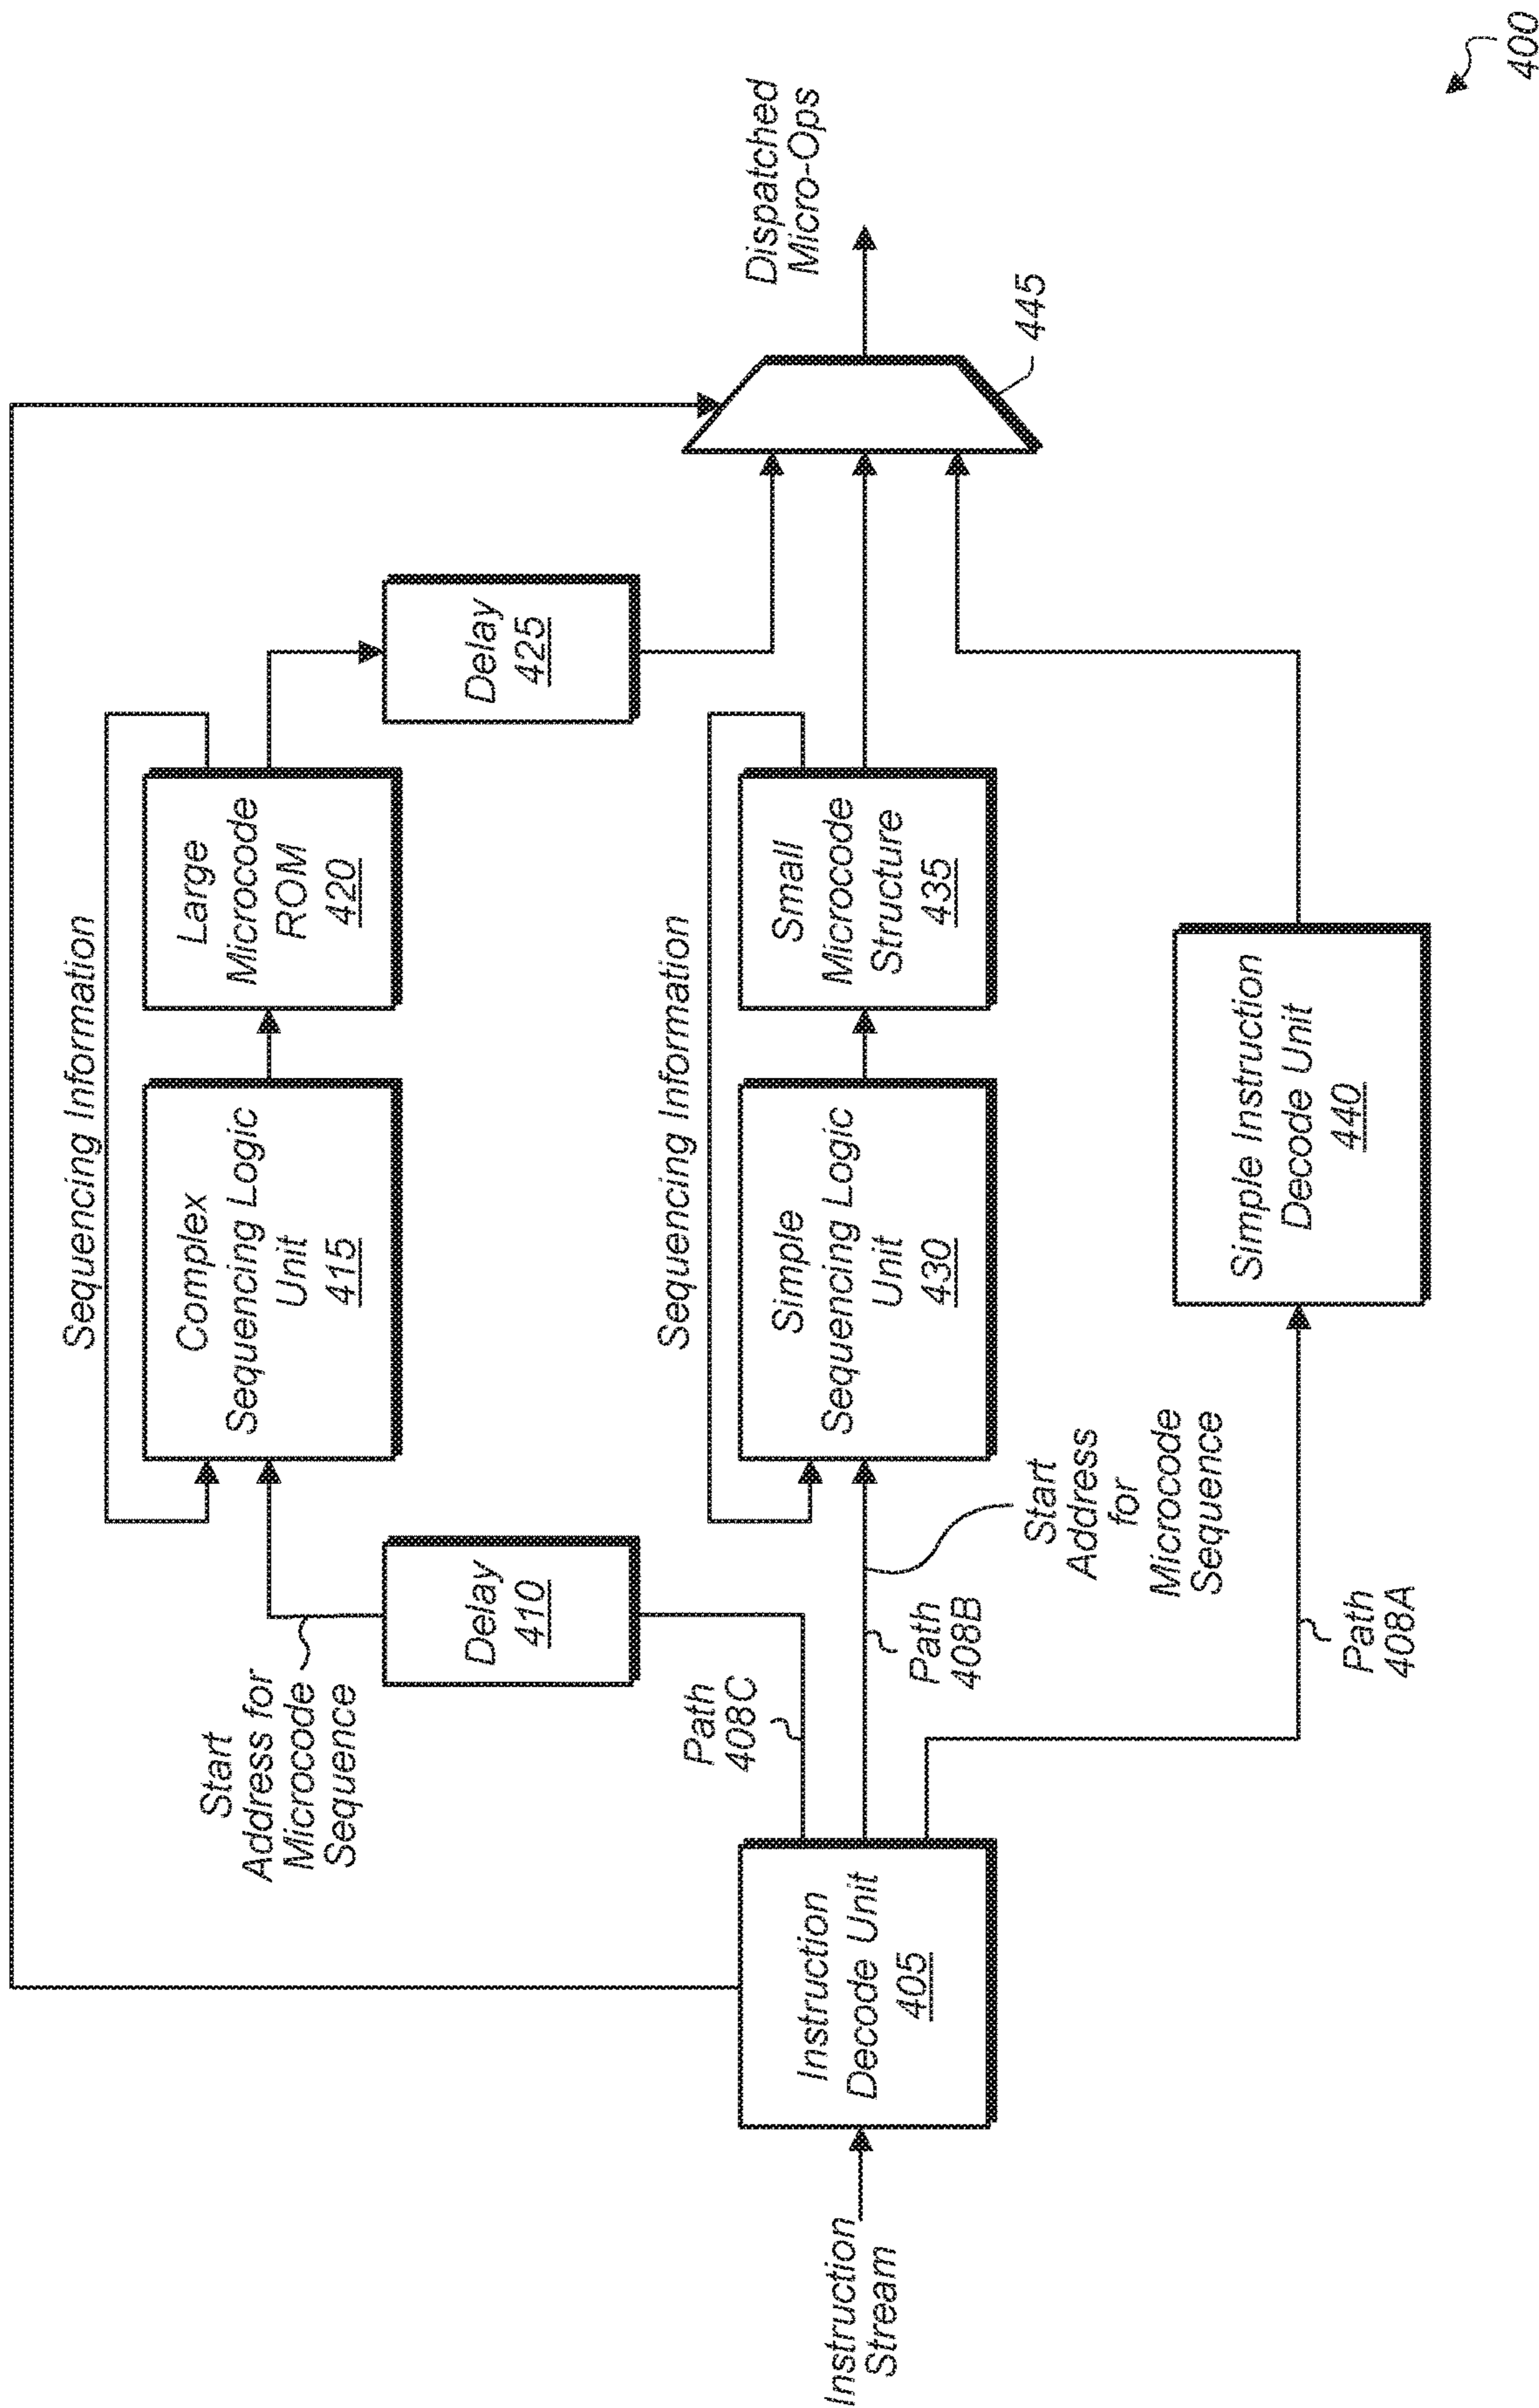 Sequencing Information
Complex
Sequencing Logic
Unit
415
Large
Microcode
ROM
420
Start
Address for
Microcode
Sequence
Delay
410
Delay
425
Path
408C
Sequencing Information
Instruction
Stream
Instruction
Decode Unit
405
Path
408B
Simple
Sequencing Logic
Unit
430
Small
Microcode
Structure
435
Dispatched
Micro-Ops
445
Start
Address
for
Microcode
Sequence
Path
408A
Simple Instruction
Decode Unit
440
400